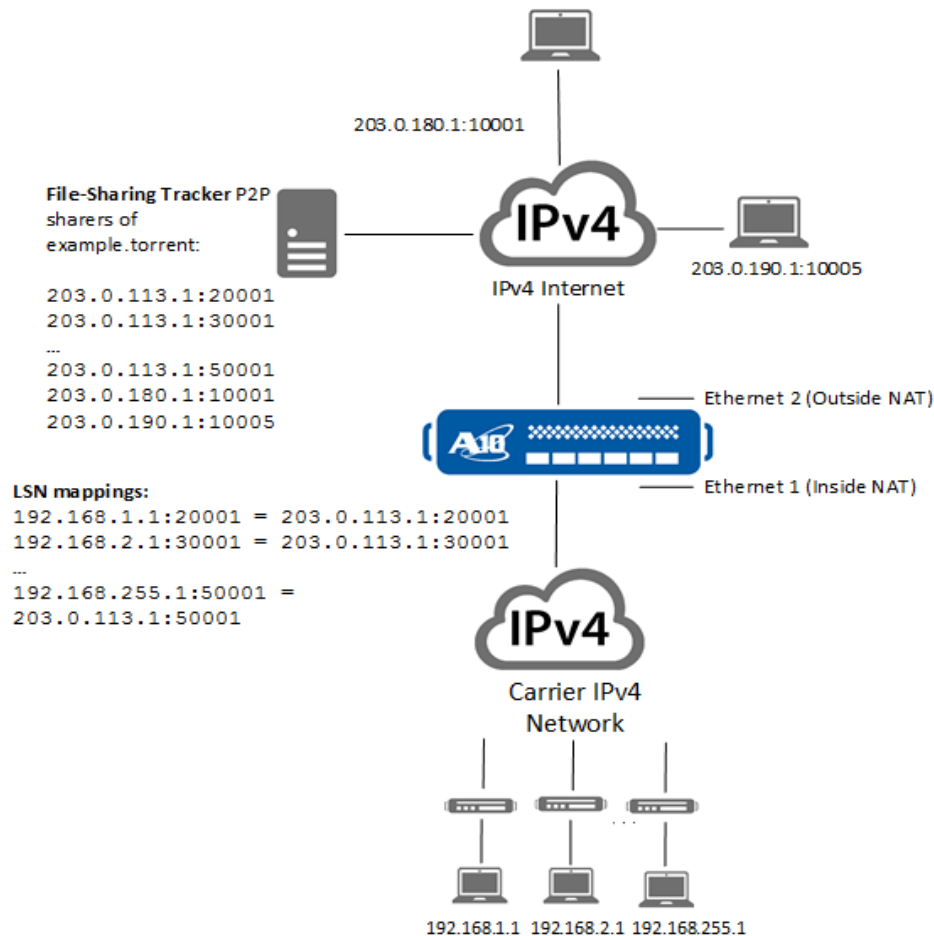 203.0.180.1:10001
File-Sharing Tracker P2P
sharers of
example.torrent:
203.0.113.1:20001
203.0.113.1:30001
...
203.0.113.1:50001
203.0.180.1:10001
203.0.190.1:10005
IPv4
IPv4 Internet
203.0.190.1:10005
Ethernet 2 (Outside NAT)
A10
Ethernet 1 (Inside NAT)
LSN mappings:
192.168.1.1:20001 = 203.0.113.1:20001
192.168.2.1:30001 = 203.0.113.1:30001
...
192.168.255.1:50001 =
203.0.113.1:50001
IPv4
Carrier IPv4
Network
...
192.168.1.1 192.168.2.1 192.168.255.1